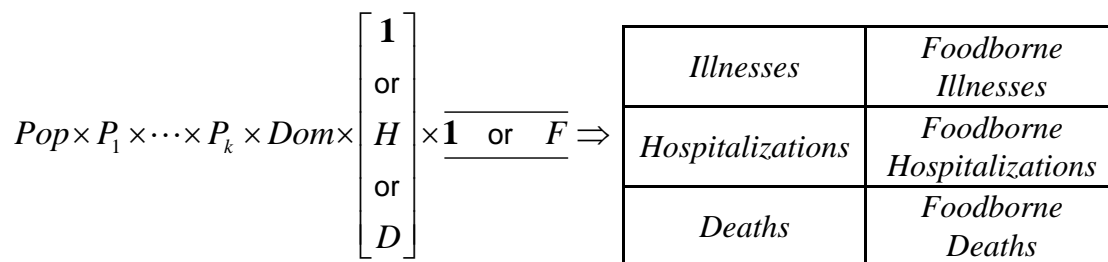 Pop × P₁ × ⋯ × Pₖ × Dom × [1 or H or D] × 1 or F ⇒
Illnesses
Foodborne
Illnesses
Hospitalizations
Foodborne
Hospitalizations
Deaths
Foodborne
Deaths